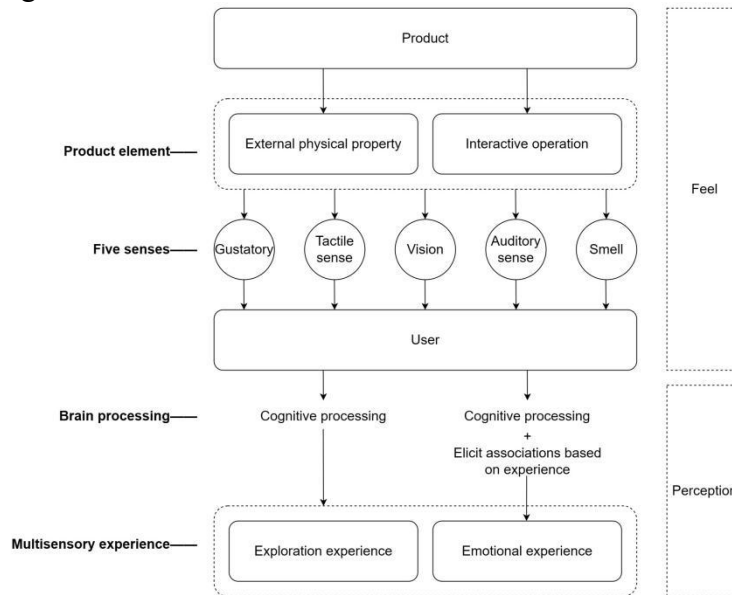 Product
Product element
External physical property
Interactive operation
Feel
Five senses
Gustatory
Tactile
sense
Vision
Auditory
sense
Smell
User
Brain processing
Cognitive processing
Cognitive processing
+
Elicit associations based
on experience
Perception
Multisensory experience
Exploration experience
Emotional experience